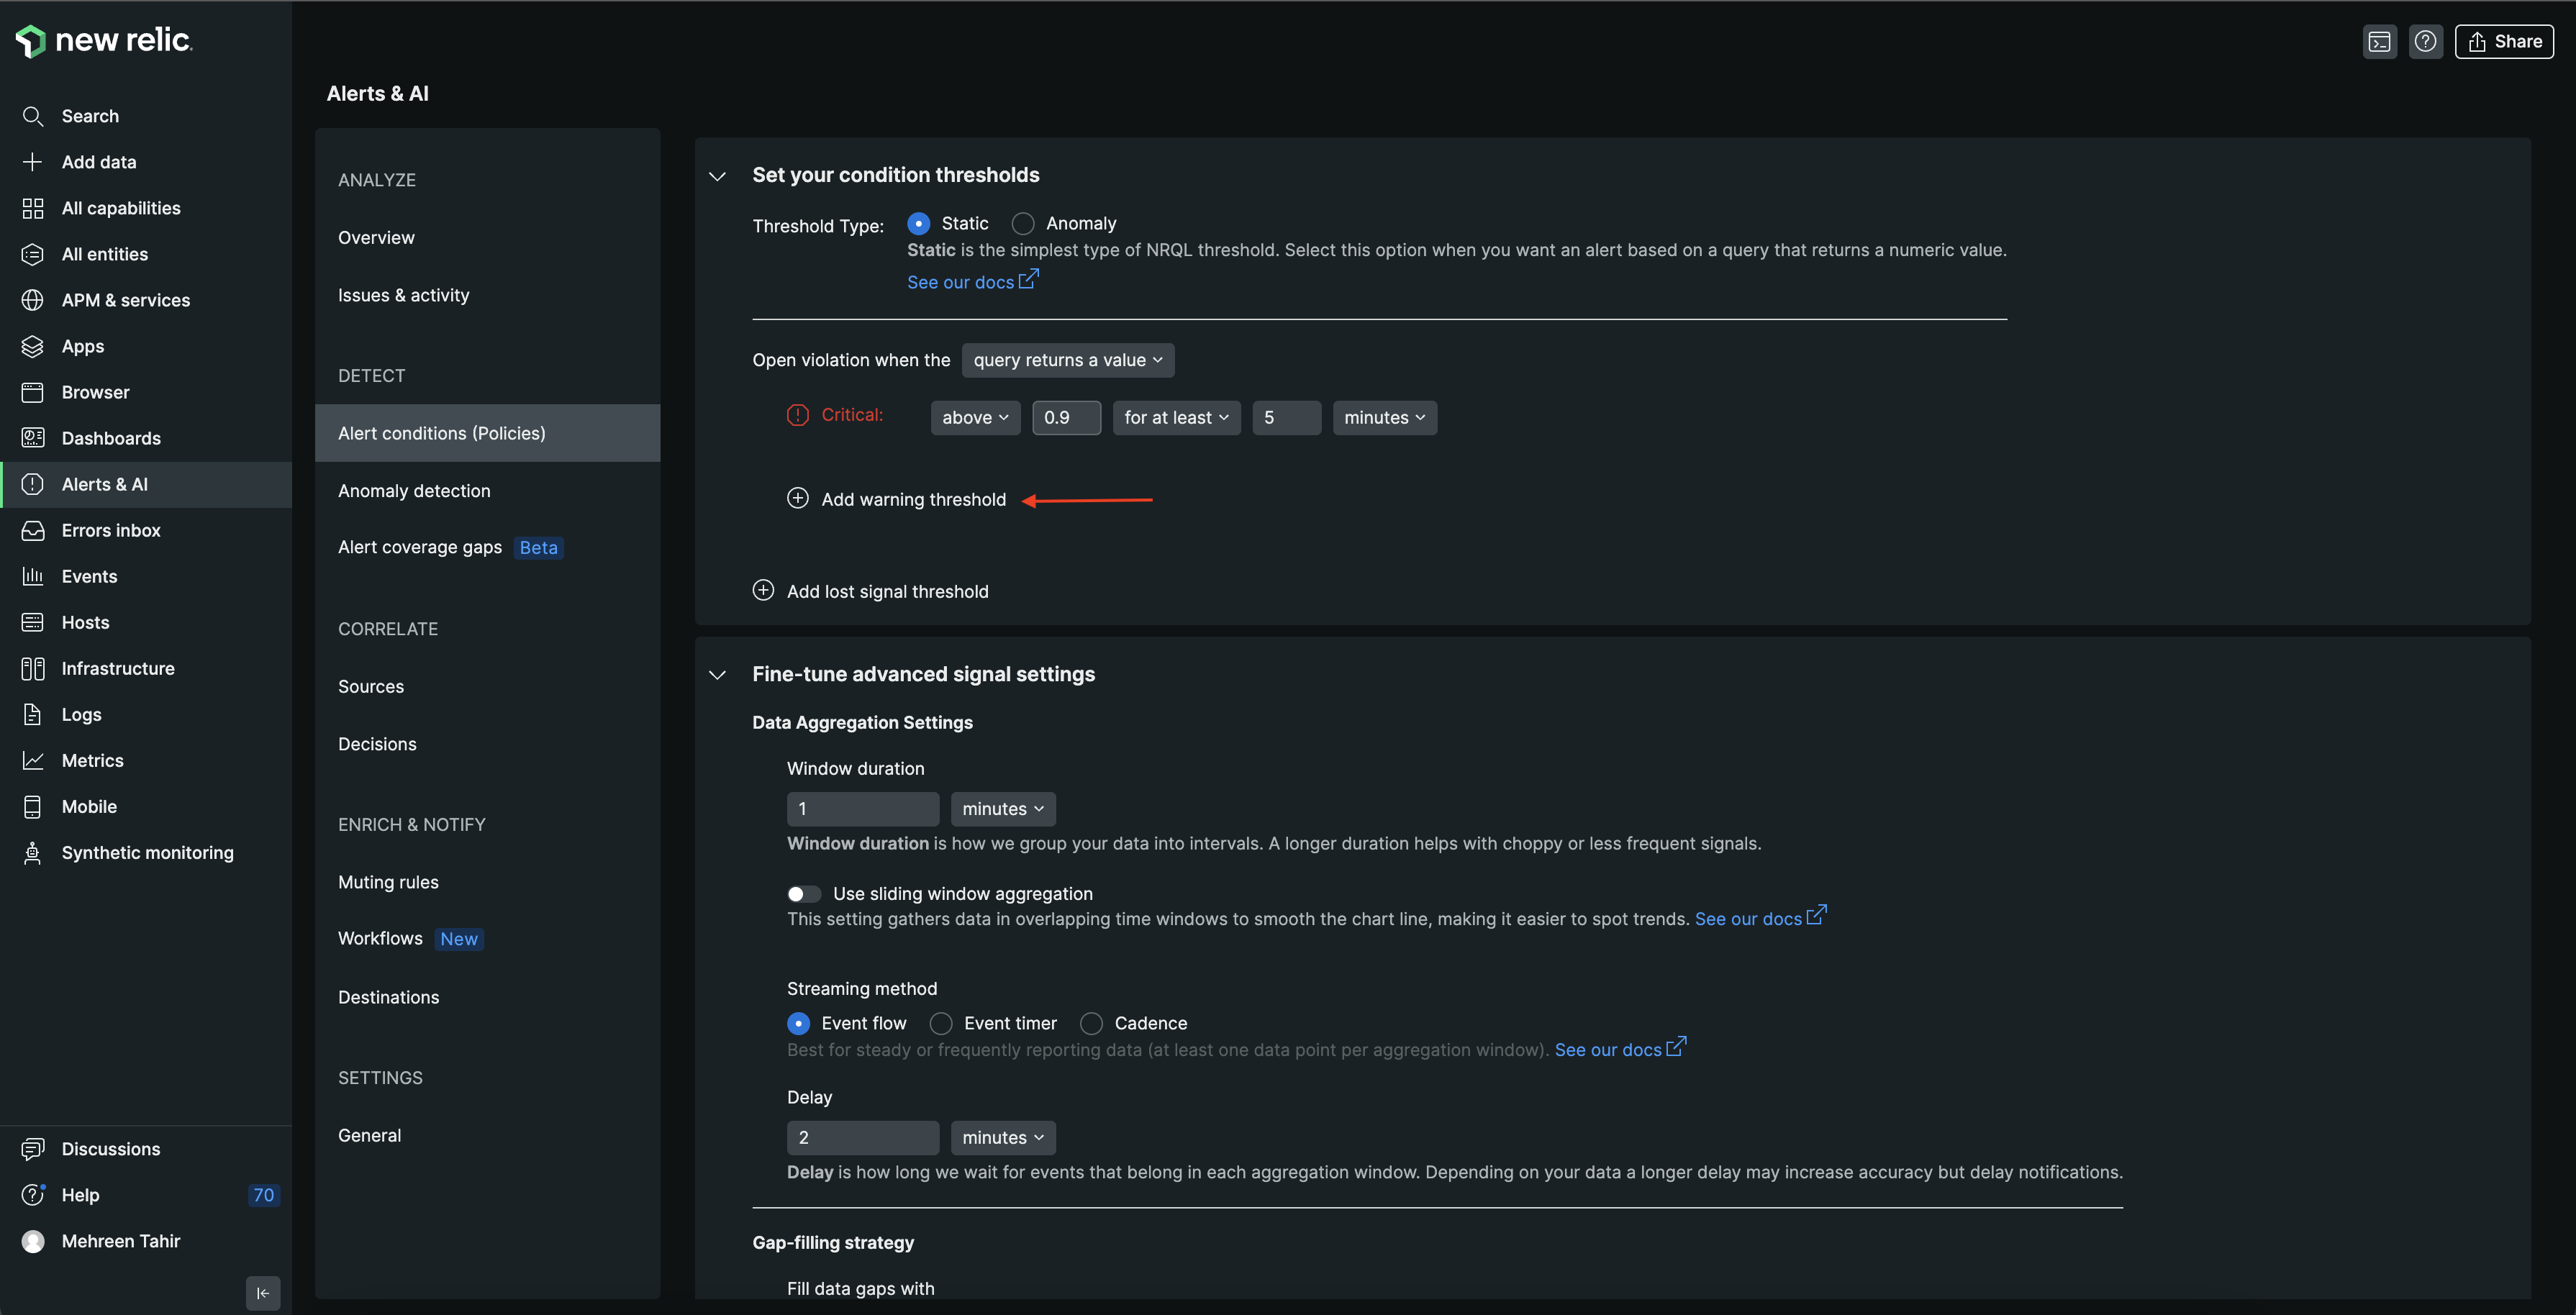 new relic.
Share
Search
Add data
All capabilities
All entities
APM & services
Apps
Browser
Dashboards
Alerts & AI
Errors inbox
Events
Hosts
Infrastructure
Logs
Metrics
Mobile
Synthetic monitoring
Discussions
Help 70
Mehreen Tahir
Alerts & AI
ANALYZE
Overview
Issues & activity
DETECT
Alert conditions (Policies)
Anomaly detection
Alert coverage gaps Beta
CORRELATE
Sources
Decisions
ENRICH & NOTIFY
Muting rules
Workflows New
Destinations
SETTINGS
General
Set your condition thresholds
Threshold Type: Static Anomaly
Static is the simplest type of NRQL threshold. Select this option when you want an alert based on a query that returns a numeric value.
See our docs
Open violation when the query returns a value
Critical: above 0.9 for at least 5 minutes
Add warning threshold
Add lost signal threshold
Fine-tune advanced signal settings
Data Aggregation Settings
Window duration
1 minutes
Window duration is how we group your data into intervals. A longer duration helps with choppy or less frequent signals.
Use sliding window aggregation
This setting gathers data in overlapping time windows to smooth the chart line, making it easier to spot trends. See our docs
Streaming method
Event flow Event timer Cadence
Best for steady or frequently reporting data (at least one data point per aggregation window). See our docs
Delay
2 minutes
Delay is how long we wait for events that belong in each aggregation window. Depending on your data a longer delay may increase accuracy but delay notifications.
Gap-filling strategy
Fill data gaps with